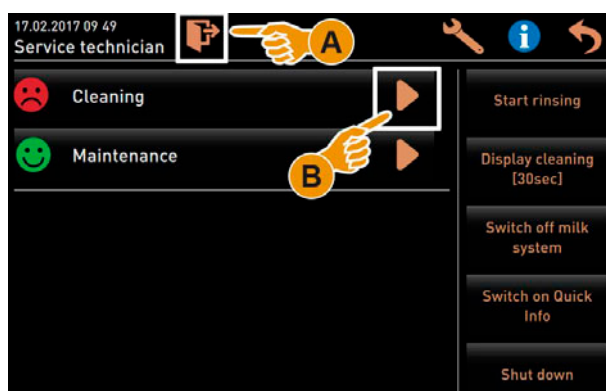 17.02.2017 09 49
Service technician
A
i
Cleaning
Start rinsing
Maintenance
B
Display cleaning
[30sec]
Switch off milk
system
Switch on Quick
Info
Shut down